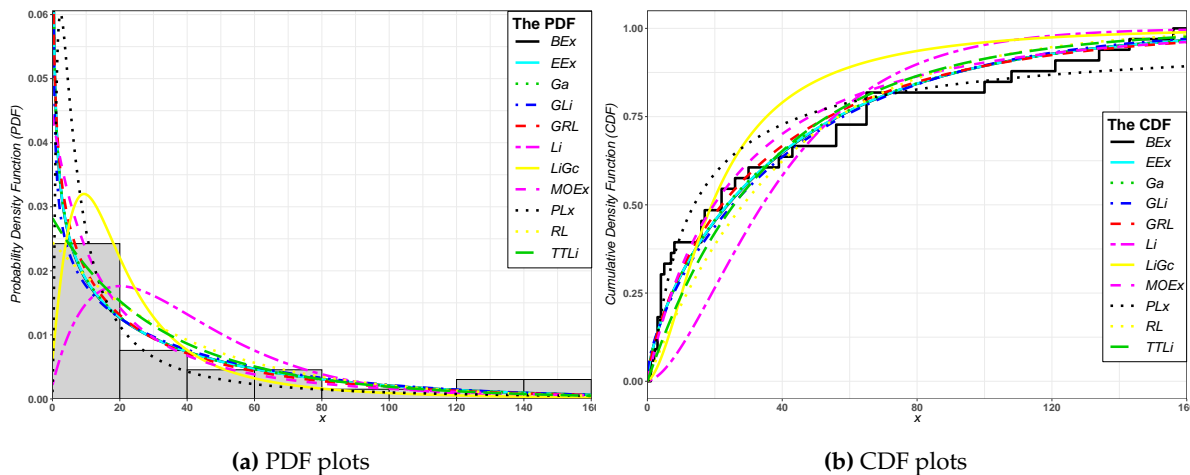 0.06
0.05
0.04
0.03
0.02
0.01
0.00
Probability Density Function (PDF)
0 20 40 60 80 100 120 140 160
x
The PDF
BEx
EEx
Ga
GLi
GRL
Li
LiGc
MOEx
PLx
RL
TTLi
(a) PDF plots
1.00
0.75
0.50
0.25
0.00
Cumulative Density Function (CDF)
0 40 80 120 160
x
The CDF
BEx
EEx
Ga
GLi
GRL
Li
LiGc
MOEx
PLx
RL
TTLi
(b) CDF plots